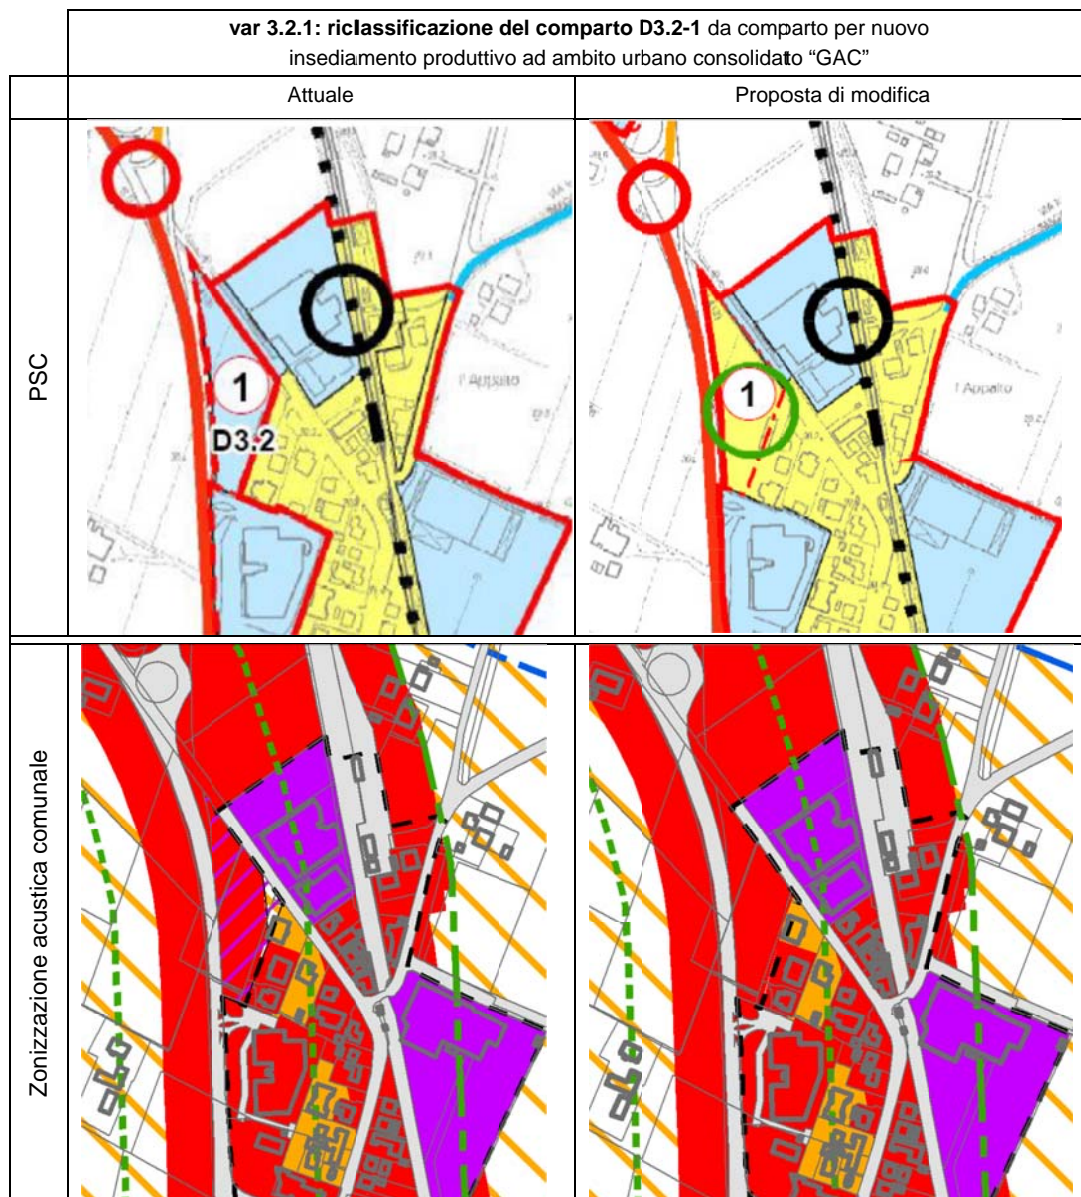 var 3.2.1: riclassificazione del comparto D3.2-1 da comparto per nuovo
insediamento produttivo ad ambito urbano consolidato “GAC”
Attuale
Proposta di modifica
PSC
1
D3.2
l'Appalto
1
l'Appalto
Zonizzazione acustica comunale